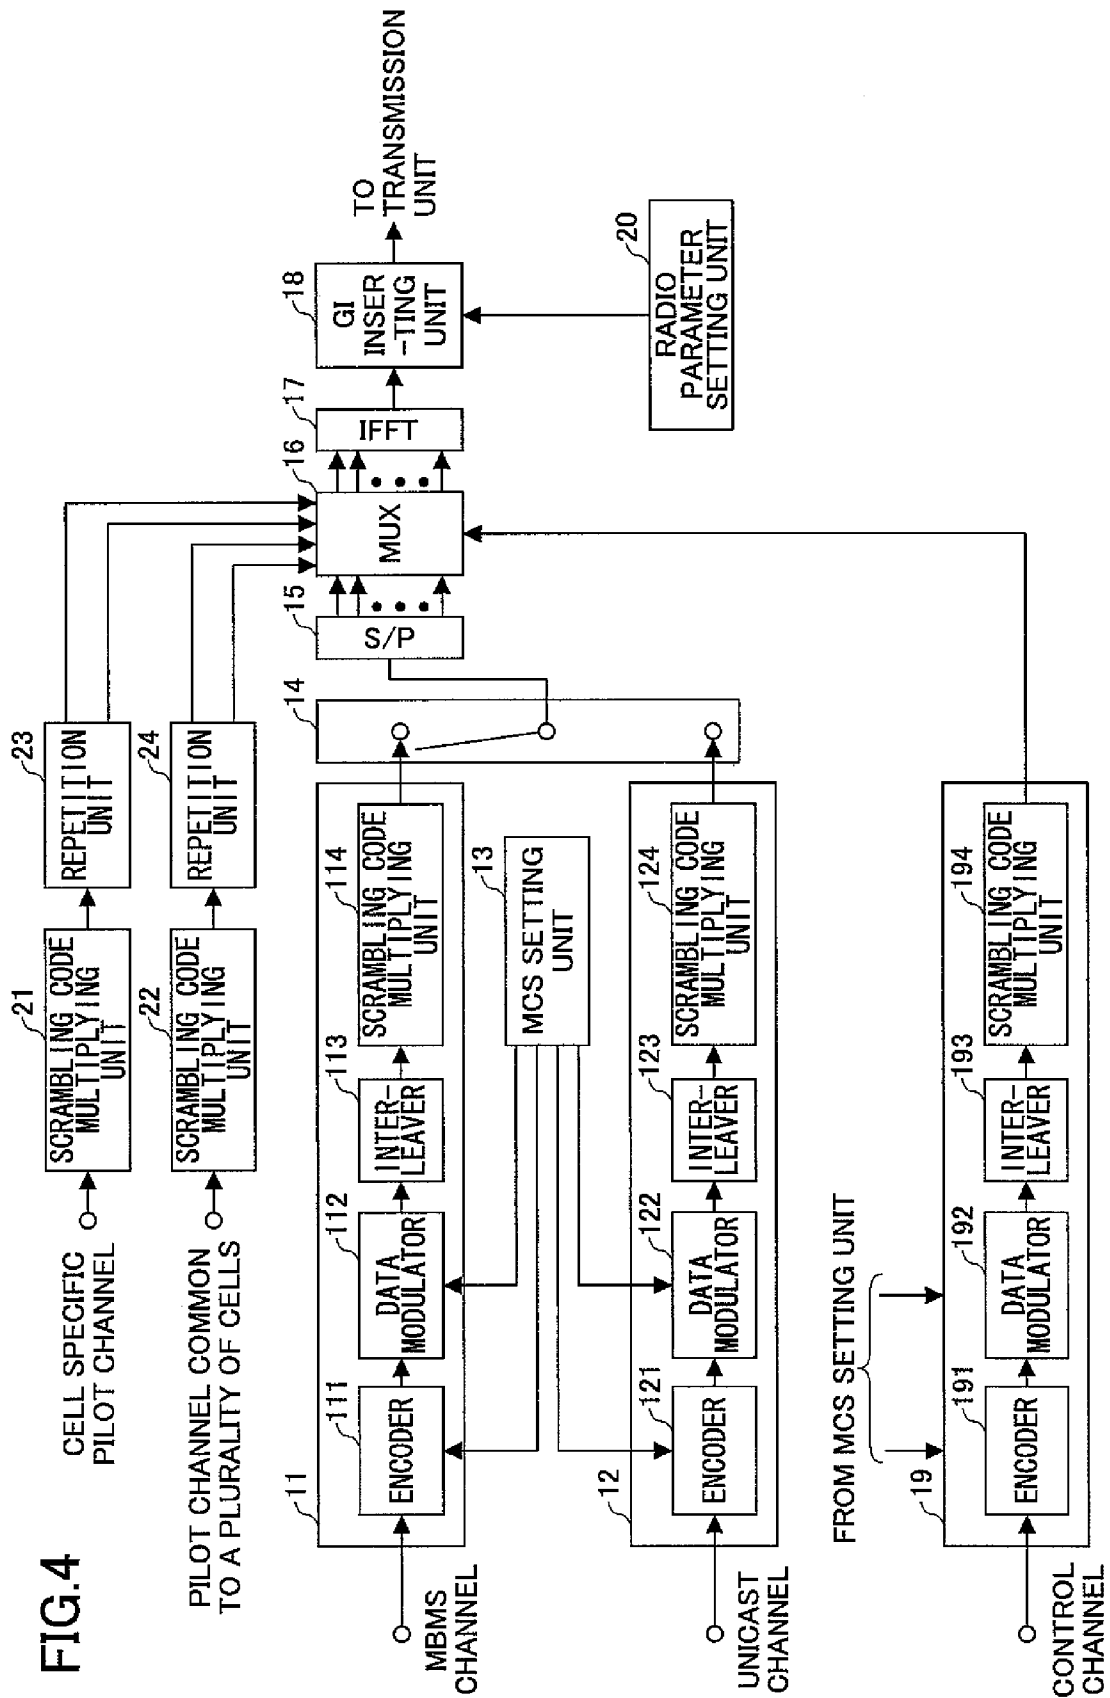 FIG.4
CELL SPECIFIC
PILOT CHANNEL
21
SCRAMBLING CODE
MULTIPLYING
UNIT
23
REPETITION
UNIT
PILOT CHANNEL COMMON
TO A PLURALITY OF CELLS
22
SCRAMBLING CODE
MULTIPLYING
UNIT
24
REPETITION
UNIT
MBMS
CHANNEL
11
111
ENCODER
112
DATA
MODULATOR
113
INTER-
LEAVER
114
SCRAMBLING CODE
MULTIPLYING
UNIT
13
MCS SETTING
UNIT
14
15
S/P
16
MUX
17
IFFT
18
GI
INSER
-TING
UNIT
TO
TRANSMISSION
UNIT
20
RADIO
PARAMETER
SETTING UNIT
UNICAST
CHANNEL
12
121
ENCODER
122
DATA
MODULATOR
123
INTER-
LEAVER
124
SCRAMBLING CODE
MULTIPLYING
UNIT
FROM MCS SETTING UNIT
CONTROL
CHANNEL
19
191
ENCODER
192
DATA
MODULATOR
193
INTER-
LEAVER
194
SCRAMBLING CODE
MULTIPLYING
UNIT